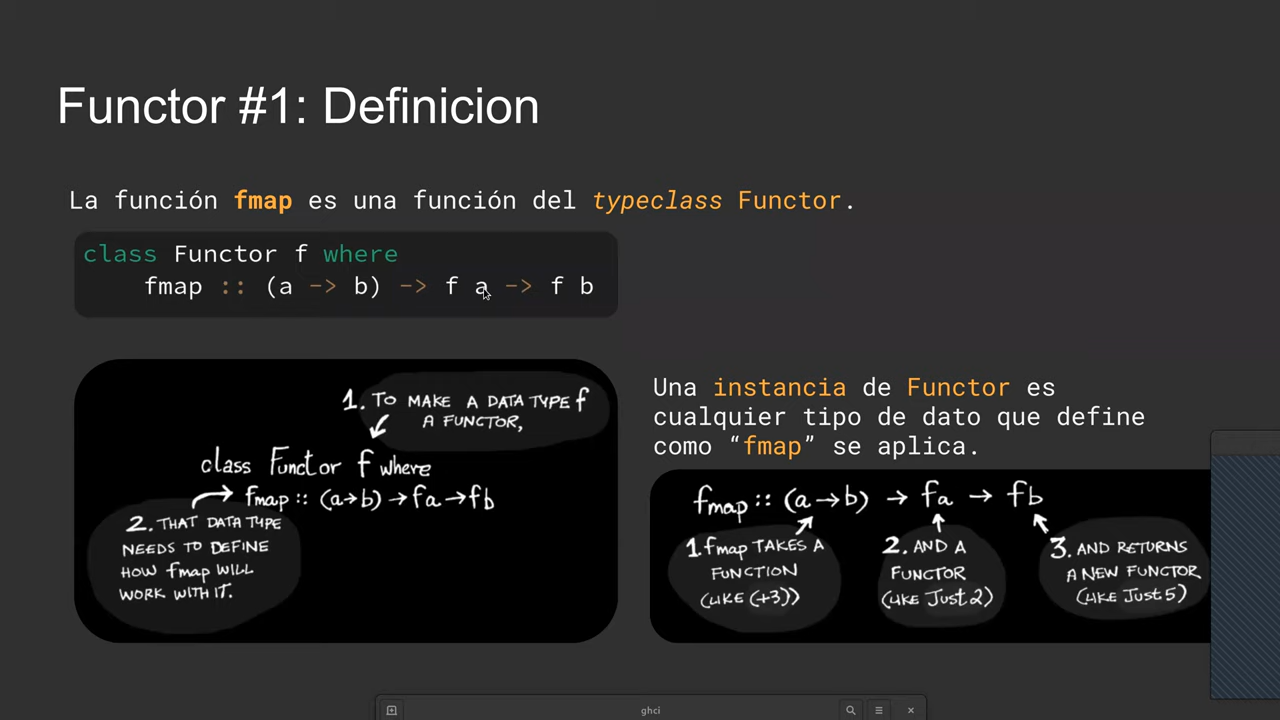 Functor #1: Definicion
La función fmap es una función del typeclass Functor.
class Functor f where
fmap :: (a -> b) -> f a -> f b
1. TO MAKE A DATA TYPE f
A FUNCTOR,
class Functor f where
fmap :: (a→b) → fa → fb
2. THAT DATA TYPE
NEEDS TO DEFINE
HOW fmap WILL
WORK WITH IT.
Una instancia de Functor es
cualquier tipo de dato que define
como “fmap” se aplica.
fmap :: (a→b) → fa → fb
1. fmap TAKES A
FUNCTION
(LIKE (+3))
2. AND A
FUNCTOR
(LIKE Just 2)
3. AND RETURNS
A NEW FUNCTOR
(LIKE Just 5)
ghci